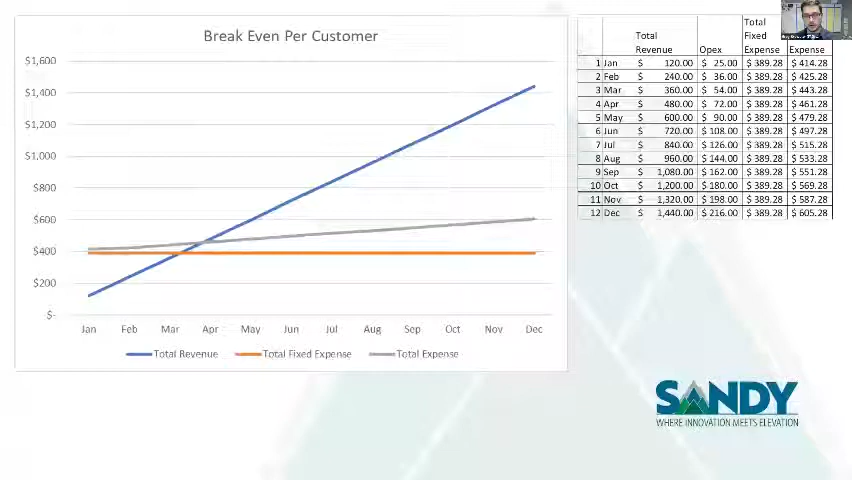 Break Even Per Customer
$1,600
$1,400
$1,200
$1,000
$800
$600
$400
$200
$-
Jan Feb Mar Apr May Jun Jul Aug Sep Oct Nov Dec
Total Revenue Total Fixed Expense Total Expense
Total Revenue Opex Total Fixed Expense Expense
1 Jan $ 120.00 $ 25.00 $ 389.28 $ 414.28
2 Feb $ 240.00 $ 36.00 $ 389.28 $ 425.28
3 Mar $ 360.00 $ 54.00 $ 389.28 $ 443.28
4 Apr $ 480.00 $ 72.00 $ 389.28 $ 461.28
5 May $ 600.00 $ 90.00 $ 389.28 $ 479.28
6 Jun $ 720.00 $ 108.00 $ 389.28 $ 497.28
7 Jul $ 840.00 $ 126.00 $ 389.28 $ 515.28
8 Aug $ 960.00 $ 144.00 $ 389.28 $ 533.28
9 Sep $ 1,080.00 $ 162.00 $ 389.28 $ 551.28
10 Oct $ 1,200.00 $ 180.00 $ 389.28 $ 569.28
11 Nov $ 1,320.00 $ 198.00 $ 389.28 $ 587.28
12 Dec $ 1,440.00 $ 216.00 $ 389.28 $ 605.28
SANDY
WHERE INNOVATION MEETS ELEVATION